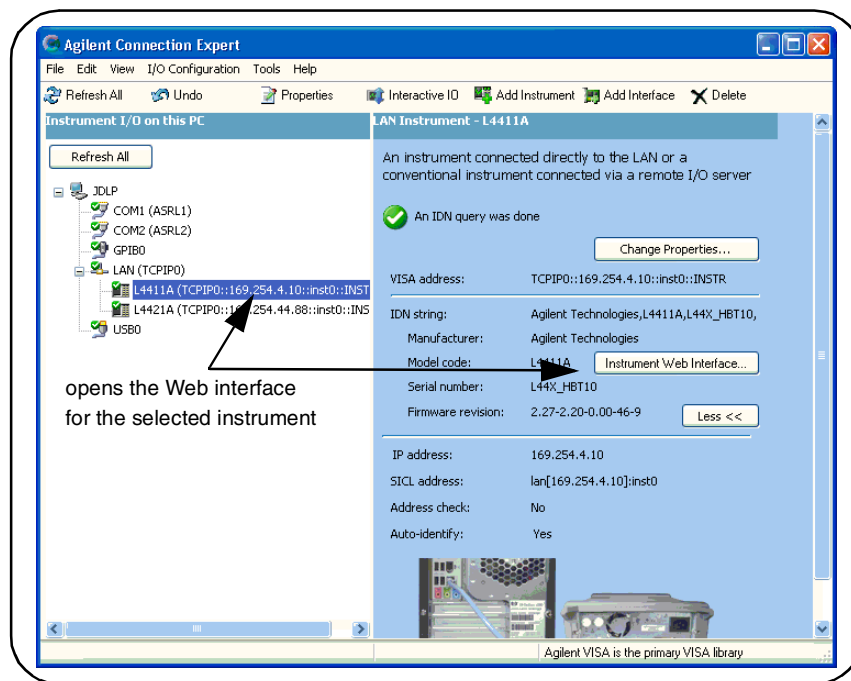 Agilent Connection Expert
File Edit View I/O Configuration Tools Help
Refresh All Undo Properties Interactive IO Add Instrument Add Interface Delete
Instrument I/O on this PC
Refresh All
JDLP
COM1 (ASRL1)
COM2 (ASRL2)
GPIB0
LAN (TCPIP0)
L4411A (TCPIP0::169.254.4.10::inst0::INST
L4421A (TCPIP0::169.254.44.88::inst0::INS
USB0
opens the Web interface
for the selected instrument
LAN Instrument - L4411A
An instrument connected directly to the LAN or a
conventional instrument connected via a remote I/O server
An IDN query was done
Change Properties...
VISA address: TCPIP0::169.254.4.10::inst0::INSTR
IDN string: Agilent Technologies,L4411A,L44X_HBT10,
Manufacturer: Agilent Technologies
Model code: L4411A Instrument Web Interface...
Serial number: L44X_HBT10
Firmware revision: 2.27-2.20-0.00-46-9 Less <<
IP address: 169.254.4.10
SICL address: lan[169.254.4.10]:inst0
Address check: No
Auto-identify: Yes
Agilent VISA is the primary VISA library